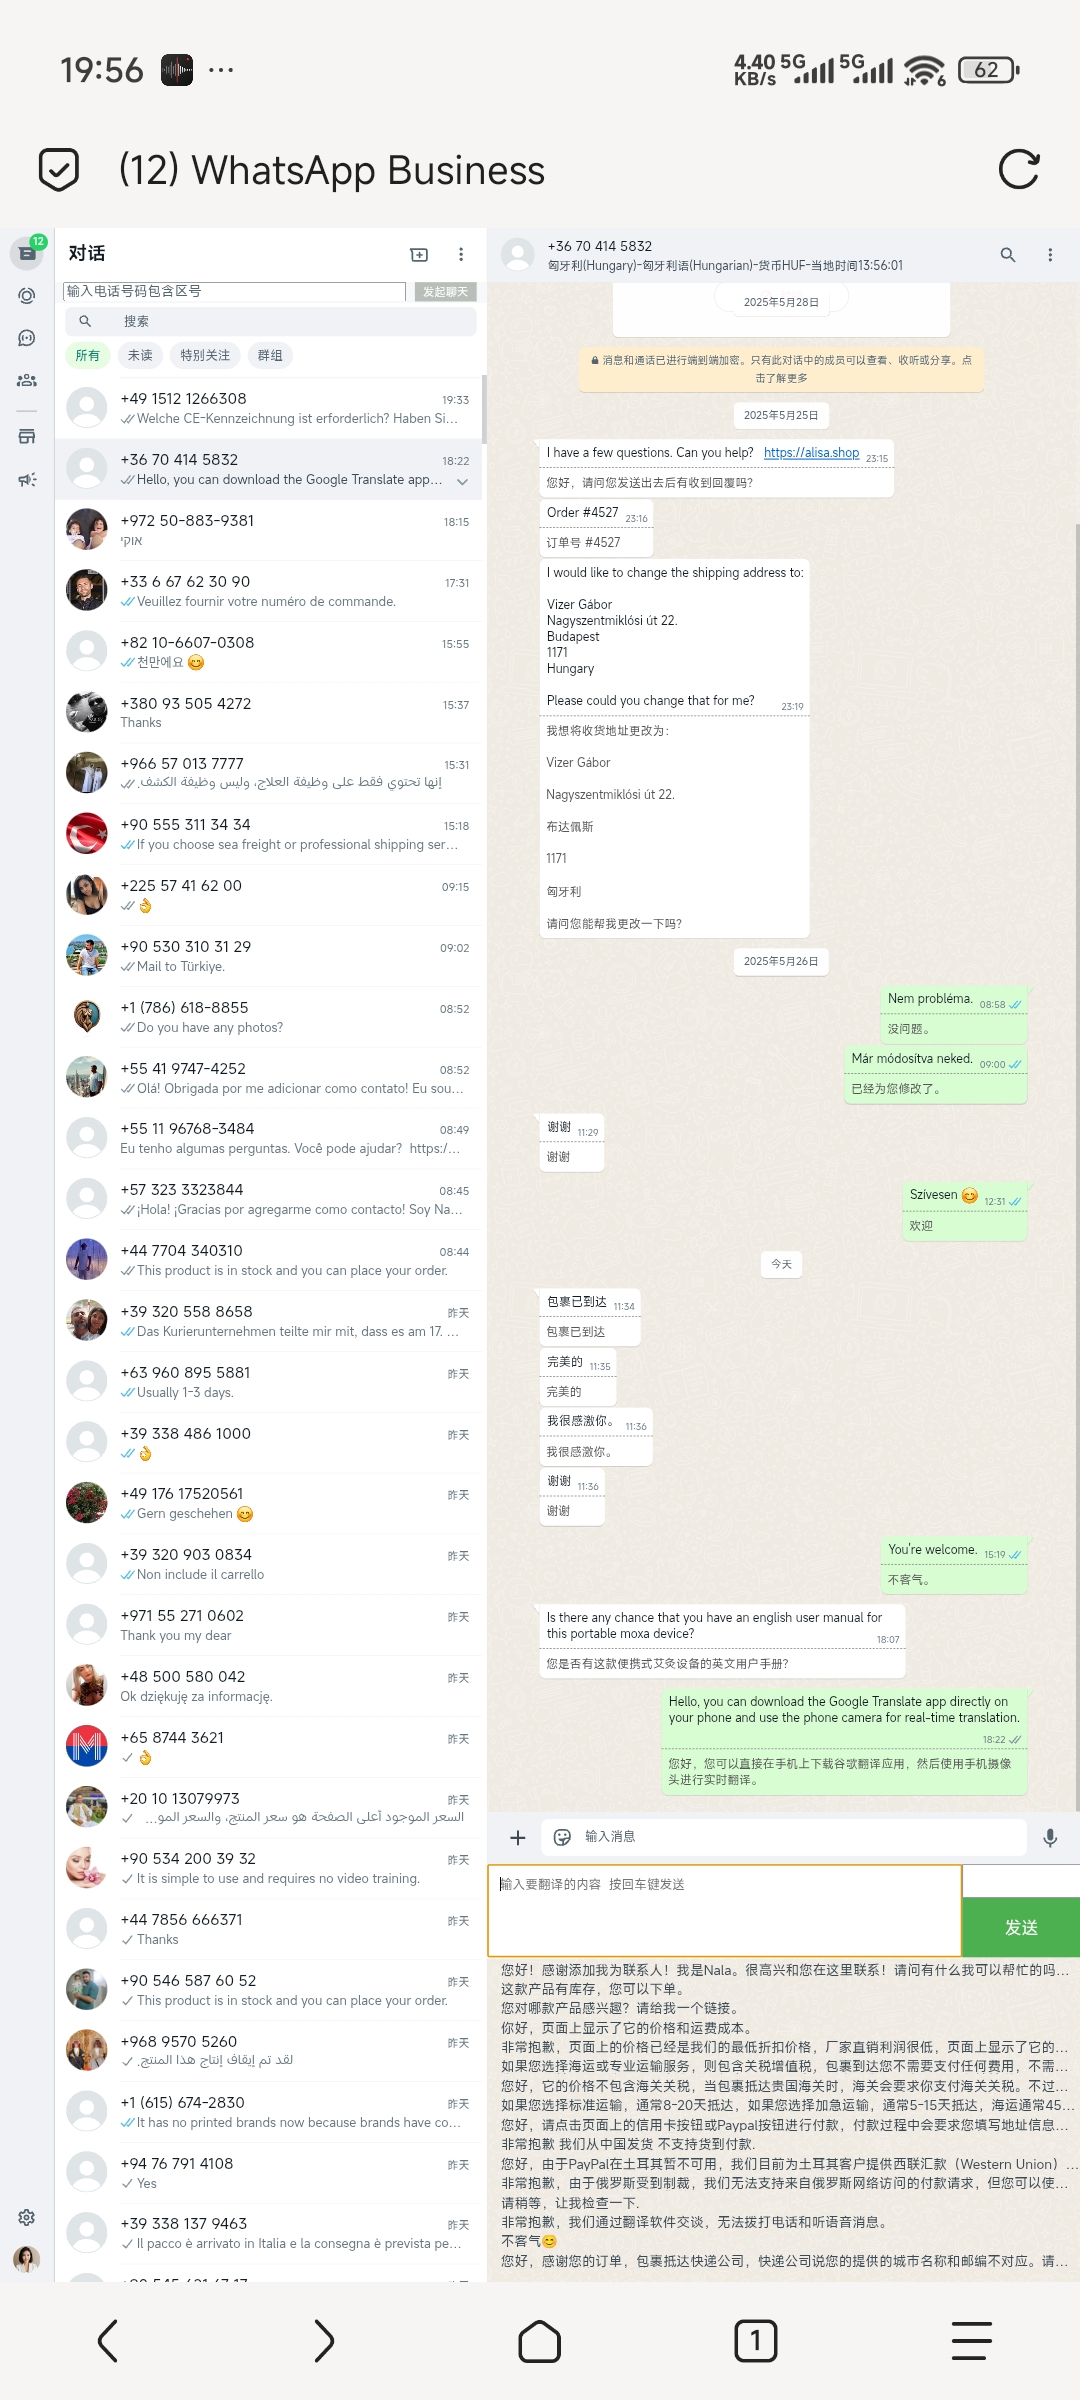 19:56
4.40 KB/s 5G 5G 6 62
(12) WhatsApp Business
12
对话
输入电话号码包含区号
发起聊天
搜索
所有
未读
特别关注
群组
+49 1512 1266308
19:33
Welche CE-Kennzeichnung ist erforderlich? Haben Si...
+36 70 414 5832
18:22
Hello, you can download the Google Translate app...
+972 50-883-9381
18:15
אוקי
+33 6 67 62 30 90
17:31
Veuillez fournir votre numéro de commande.
+82 10-6607-0308
15:55
천만에요 😊
+380 93 505 4272
15:37
Thanks
+966 57 013 7777
15:31
إنها تحتوي فقط على وظيفة العلاج، وليس وظيفة الكشف.
+90 555 311 34 34
15:18
If you choose sea freight or professional shipping ser...
+225 57 41 62 00
09:15
👌
+90 530 310 31 29
09:02
Mail to Türkiye.
+1 (786) 618-8855
08:52
Do you have any photos?
+55 41 9747-4252
08:52
Olá! Obrigada por me adicionar como contato! Eu sou...
+55 11 96768-3484
08:49
Eu tenho algumas perguntas. Você pode ajudar? https:/...
+57 323 3323844
08:45
¡Hola! ¡Gracias por agregarme como contacto! Soy Na...
+44 7704 340310
08:44
This product is in stock and you can place your order.
+39 320 558 8658
昨天
Das Kurierunternehmen teilte mir mit, dass es am 17. ...
+63 960 895 5881
昨天
Usually 1-3 days.
+39 338 486 1000
昨天
👌
+49 176 17520561
昨天
Gern geschehen 😊
+39 320 903 0834
昨天
Non include il carrello
+971 55 271 0602
昨天
Thank you my dear
+48 500 580 042
昨天
Ok dziękuję za informację.
+65 8744 3621
昨天
👌
+20 10 13079973
昨天
السعر الموجود أعلى الصفحة هو سعر المنتج، والسعر المو...
+90 534 200 39 32
昨天
It is simple to use and requires no video training.
+44 7856 666371
昨天
Thanks
+90 546 587 60 52
昨天
This product is in stock and you can place your order.
+968 9570 5260
昨天
لقد تم إيقاف إنتاج هذا المنتج.
+1 (615) 674-2830
昨天
It has no printed brands now because brands have co...
+94 76 791 4108
昨天
Yes
+39 338 137 9463
昨天
Il pacco è arrivato in Italia e la consegna è prevista pe...
+36 70 414 5832
匈牙利(Hungary)-匈牙利语(Hungarian)-货币HUF-当地时间13:56:01
2025年5月28日
消息和通话已进行端到端加密。只有此对话中的成员可以查看、收听或分享。点
击了解更多
2025年5月25日
I have a few questions. Can you help? https://alisa.shop 23:15
您好，请问您发送出去后有收到回覆吗?
Order #4527 23:16
订单号 #4527
I would like to change the shipping address to:
Vizer Gábor
Nagyszentmiklósi út 22.
Budapest
1171
Hungary
Please could you change that for me? 23:19
我想将收货地址更改为:
Vizer Gábor
Nagyszentmiklósi út 22.
布达佩斯
1171
匈牙利
请问您能帮我更改一下吗?
2025年5月26日
Nem probléma. 08:58
没问题。
Már módosítva neked. 09:00
已经为您修改了。
谢谢 11:29
谢谢
Szívesen 😊 12:31
欢迎
今天
包裹已到达 11:34
包裹已到达
完美的 11:35
完美的
我很感激你。 11:36
我很感激你。
谢谢 11:36
谢谢
You're welcome. 15:19
不客气。
Is there any chance that you have an english user manual for
this portable moxa device? 18:07
您是否有这款便携式艾灸设备的英文用户手册?
Hello, you can download the Google Translate app directly on
your phone and use the phone camera for real-time translation.
18:22
您好，您可以直接在手机上下载谷歌翻译应用，然后使用手机摄像
头进行实时翻译。
输入消息
输入要翻译的内容 按回车键发送
发送
您好！感谢添加我为联系人！我是Nala。很高兴和您在这里联系！请问有什么我可以帮忙的吗...
这款产品有库存，您可以下单。
您对哪款产品感兴趣？请给我一个链接。
你好，页面上显示了它的价格和运费成本。
非常抱歉，页面上的价格已经是我们的最低折扣价格，厂家直销利润很低，页面上显示了它的...
如果您选择海运或专业运输服务，则包含关税增值税，包裹到达您不需要支付任何费用，不需...
您好，它的价格不包含海关关税，当包裹抵达贵国海关时，海关会要求你支付海关关税。不过...
如果您选择标准运输，通常8-20天抵达，如果您选择加急运输，通常5-15天抵达，海运通常45...
您好，请点击页面上的信用卡按钮或Paypal按钮进行付款，付款过程中会要求您填写地址信息...
非常抱歉 我们从中国发货 不支持货到付款.
您好，由于PayPal在土耳其暂不可用，我们目前为土耳其客户提供西联汇款（Western Union）...
非常抱歉，由于俄罗斯受到制裁，我们无法支持来自俄罗斯网络访问的付款请求，但您可以使...
请稍等，让我检查一下.
非常抱歉，我们通过翻译软件交谈，无法拨打电话和听语音消息。
不客气😊
您好，感谢您的订单，包裹抵达快递公司，快递公司说您的提供的城市名称和邮编不对应。请...
1